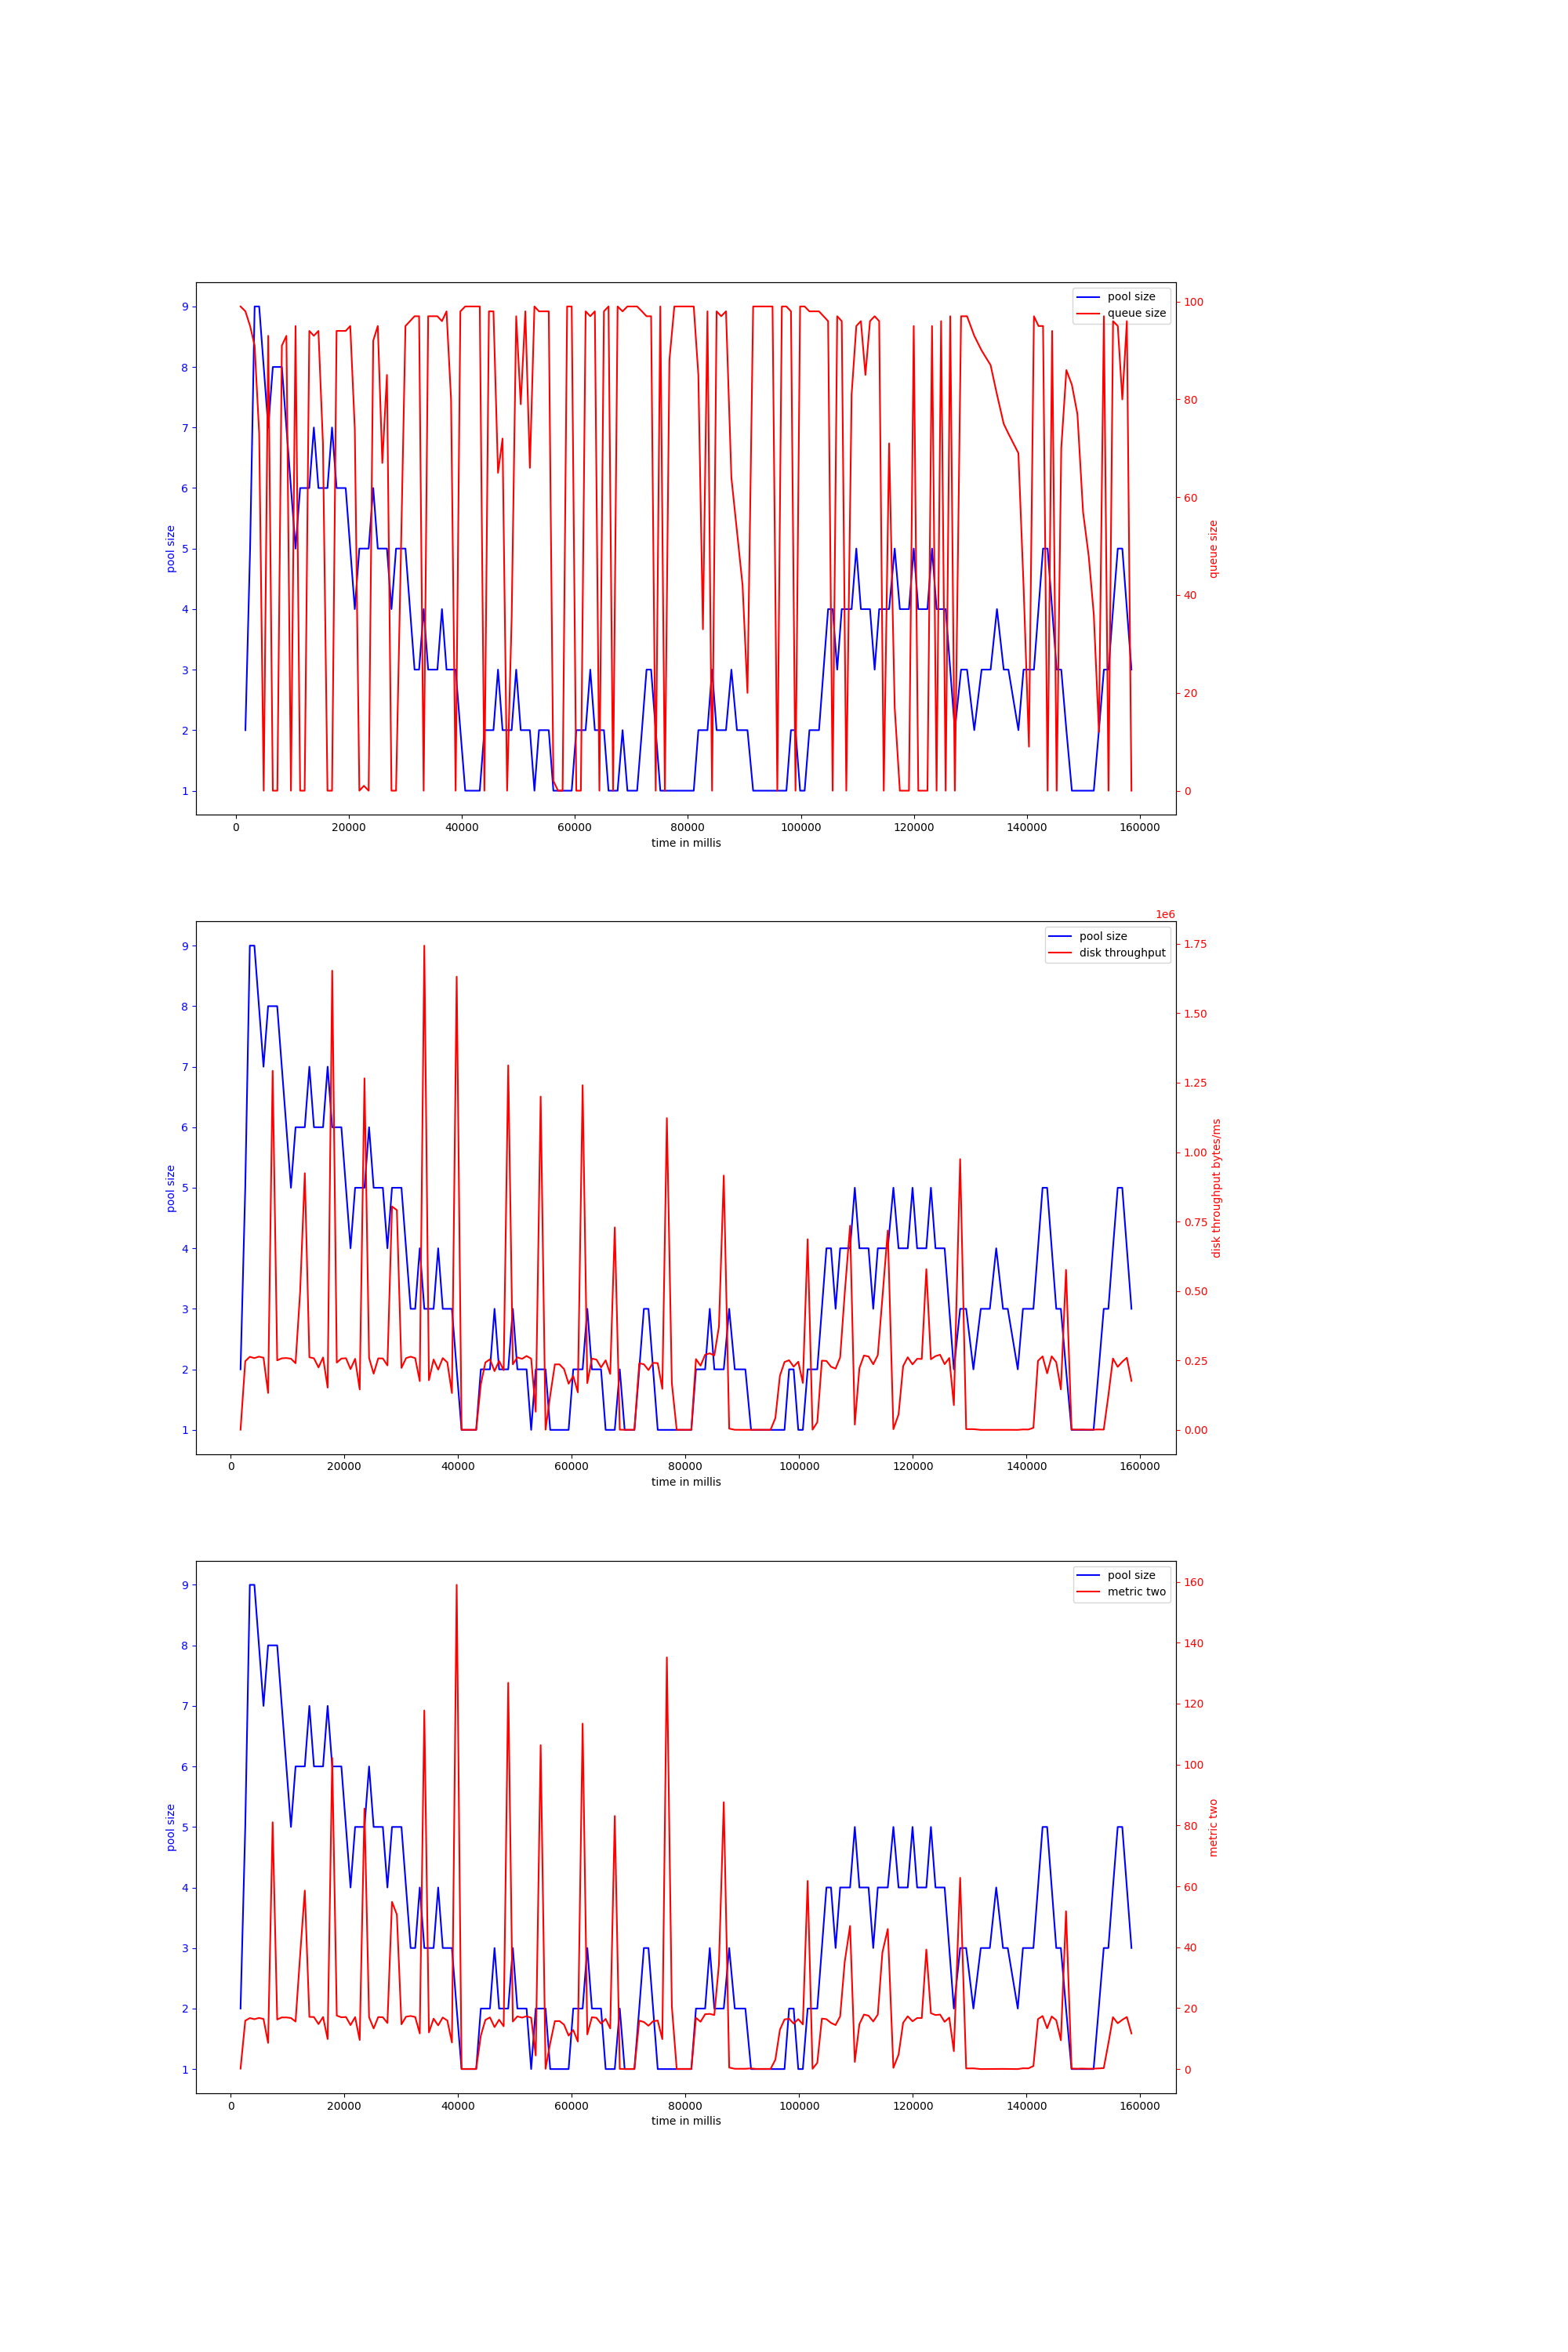 pool size
queue size
9
8
7
6
5
4
3
2
1
pool size
100
80
60
40
20
0
queue size
0 20000 40000 60000 80000 100000 120000 140000 160000
time in millis
1e6
pool size
disk throughput
9
8
7
6
5
4
3
2
1
pool size
1.75
1.50
1.25
1.00
0.75
0.50
0.25
0.00
disk throughput bytes/ms
0 20000 40000 60000 80000 100000 120000 140000 160000
time in millis
pool size
metric two
9
8
7
6
5
4
3
2
1
pool size
160
140
120
100
80
60
40
20
0
metric two
0 20000 40000 60000 80000 100000 120000 140000 160000
time in millis